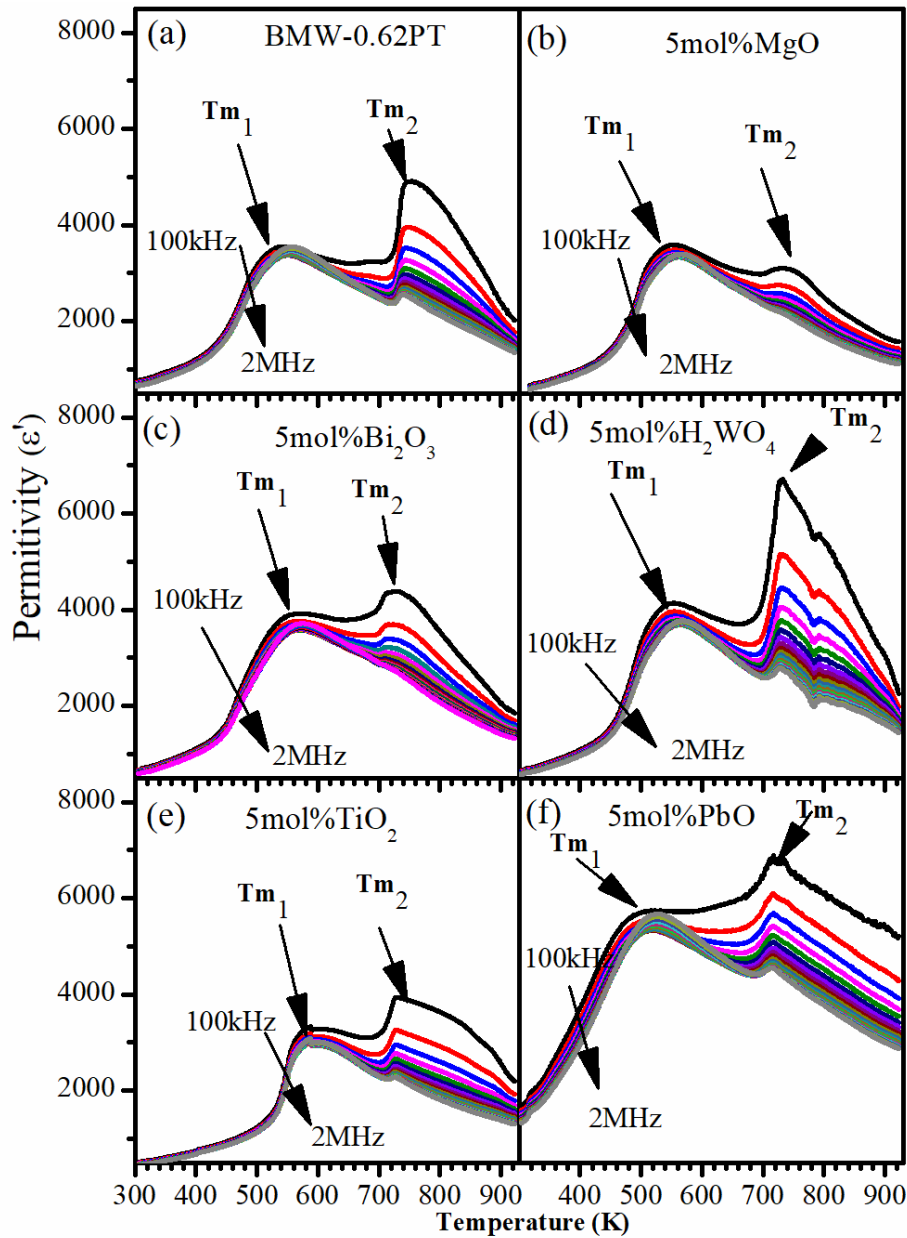 8000
6000
4000
2000
(a)
BMW-0.62PT
Tm1
Tm2
100kHz
2MHz
(b)
5mol%MgO
Tm1
Tm2
100kHz
2MHz
8000
6000
4000
2000
(c)
5mol%Bi2O3
Tm1
Tm2
100kHz
2MHz
(d)
5mol%H2WO4
Tm1
Tm2
100kHz
2MHz
8000
6000
4000
2000
(e)
5mol%TiO2
Tm1
Tm2
100kHz
2MHz
(f)
5mol%PbO
Tm1
Tm2
100kHz
2MHz
300 400 500 600 700 800 900
400 500 600 700 800 900
Permitivity (ε')
Temperature (K)